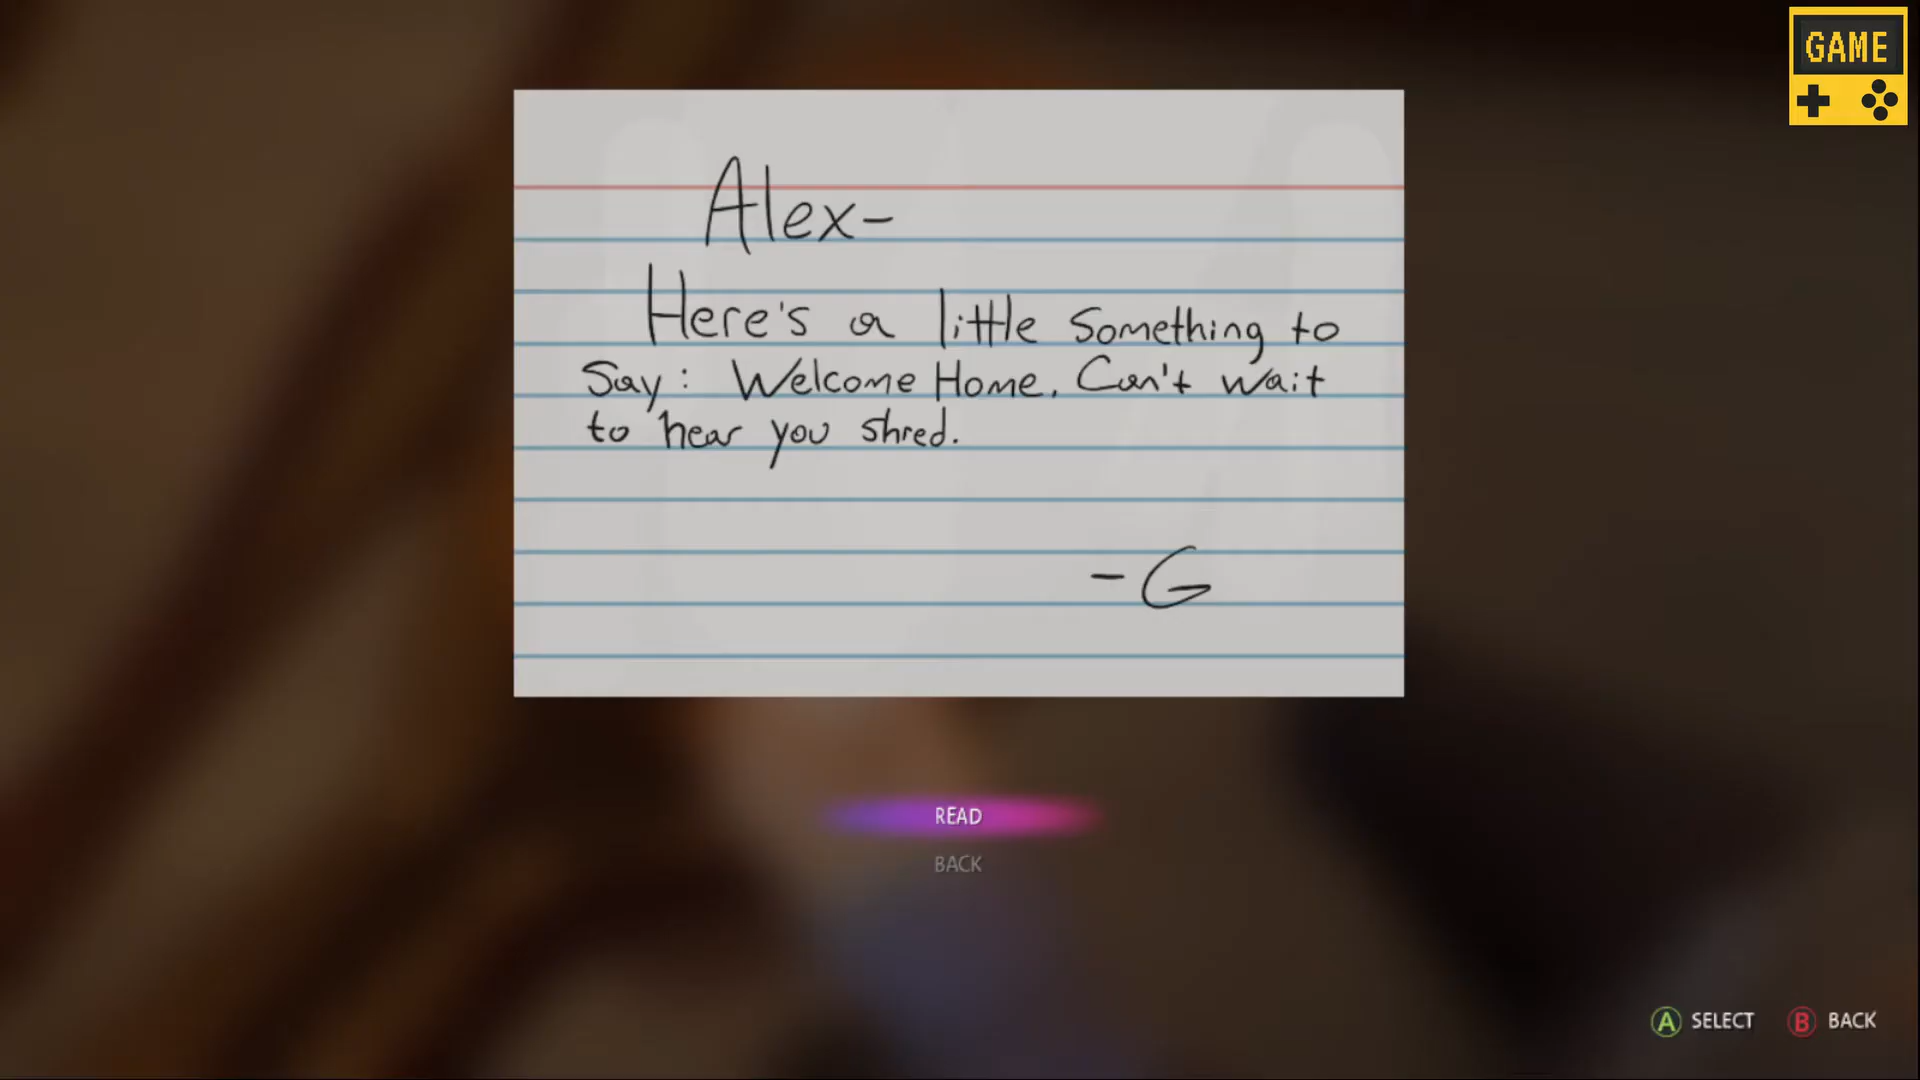 GAME
Alex-
Here's a little Something to
Say: Welcome Home. Can't wait
to hear you shred.
-G
READ
BACK
A SELECT B BACK